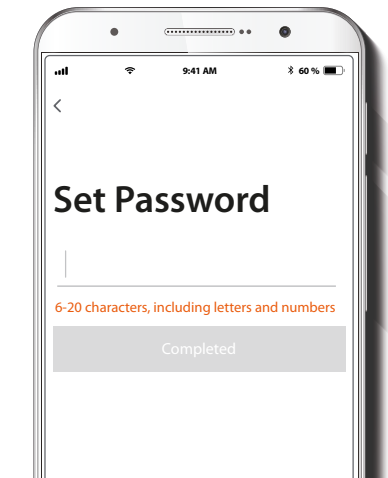 9:41 AM 60 %
Set Password
6-20 characters, including letters and numbers
Completed